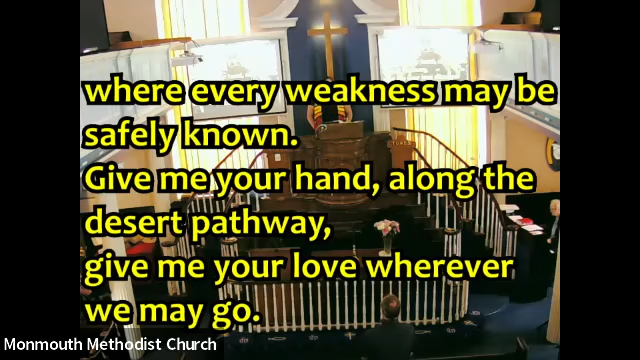 where every weakness may be
safely known.
Give me your hand, along the
desert pathway,
give me your love wherever
we may go.
Monmouth Methodist Church